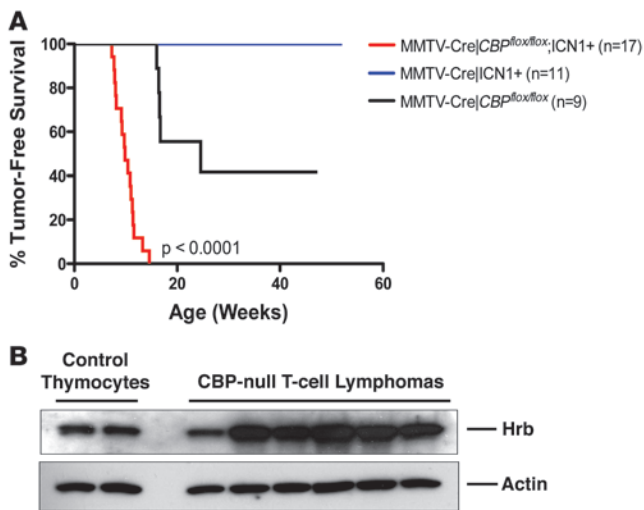 A
100
80
60
40
20
0
% Tumor-Free Survival
p < 0.0001
0 20 40 60
Age (Weeks)
MMTV-Cre|CBPflox/flox;ICN1+ (n=17)
MMTV-Cre|ICN1+ (n=11)
MMTV-Cre|CBPflox/flox (n=9)
B
Control
Thymocytes
CBP-null T-cell Lymphomas
Hrb
Actin